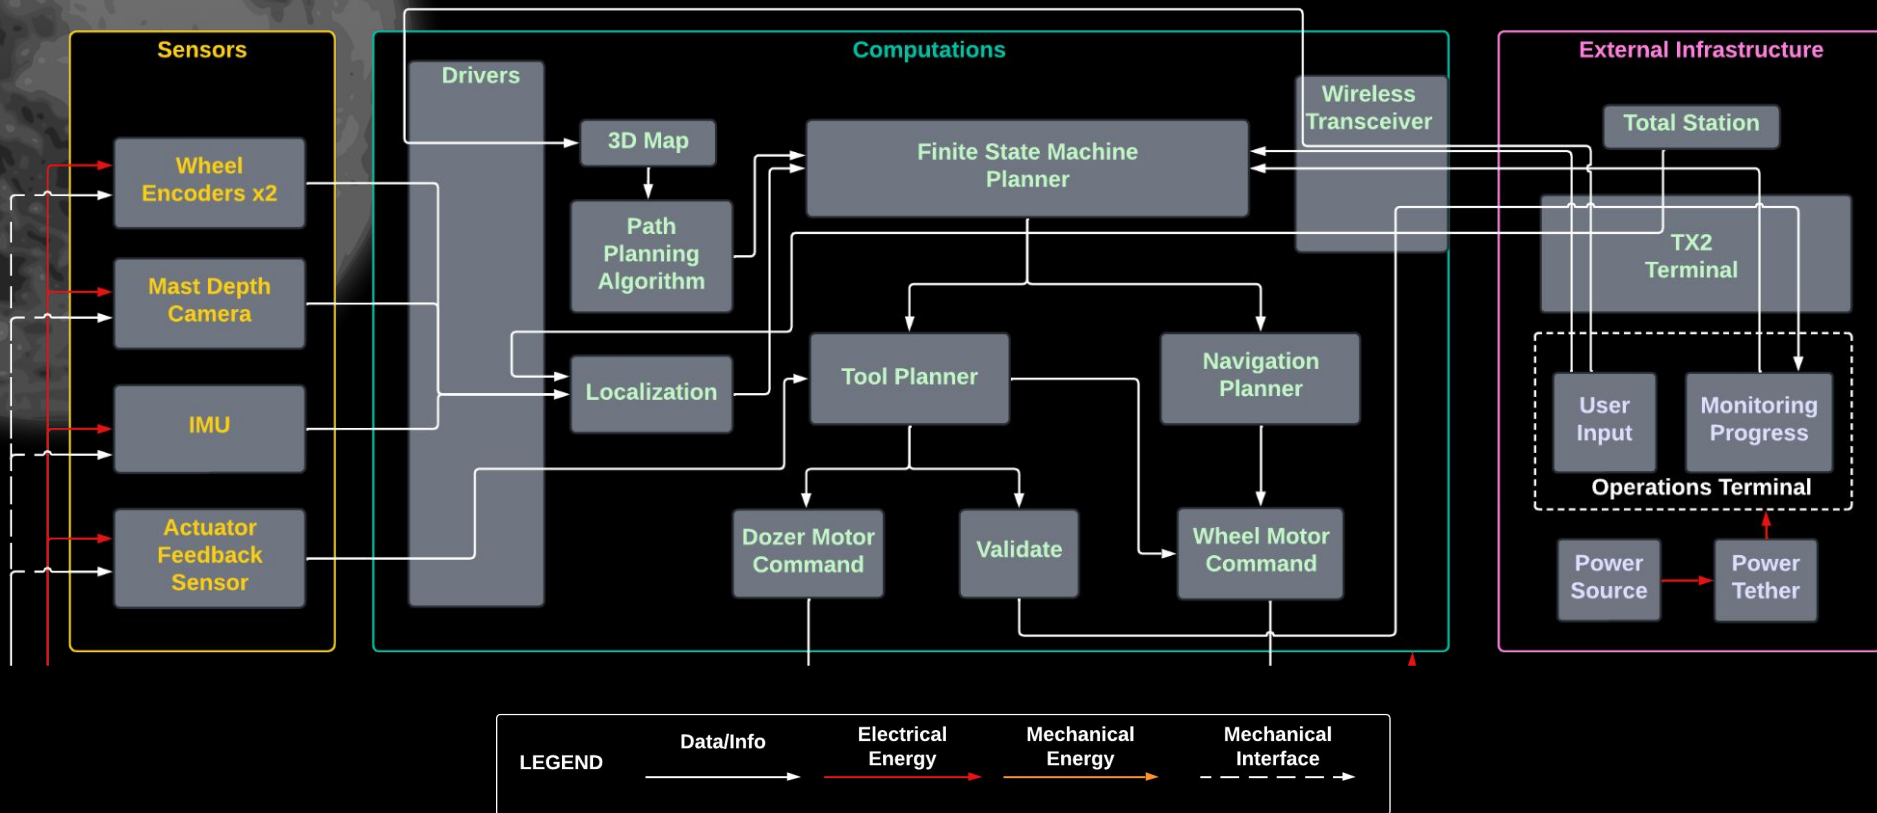 Sensors
Wheel
Encoders x2
Mast Depth
Camera
IMU
Actuator
Feedback
Sensor
Computations
Drivers
3D Map
Path
Planning
Algorithm
Localization
Finite State Machine
Planner
Wireless
Transceiver
Tool Planner
Navigation
Planner
Dozer Motor
Command
Validate
Wheel Motor
Command
External Infrastructure
Total Station
TX2
Terminal
User
Input
Monitoring
Progress
Operations Terminal
Power
Source
Power
Tether
LEGEND
Data/Info
Electrical
Energy
Mechanical
Energy
Mechanical
Interface